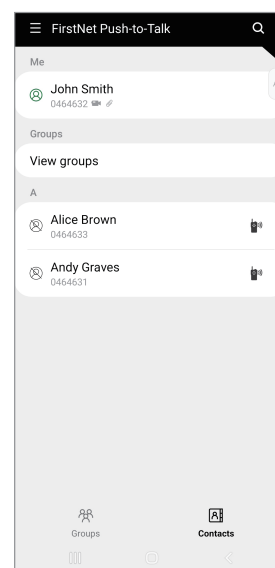 FirstNet Push-to-Talk
Me
John Smith
0464632
Groups
View groups
A
Alice Brown
0464633
Andy Graves
0464631
Groups
Contacts